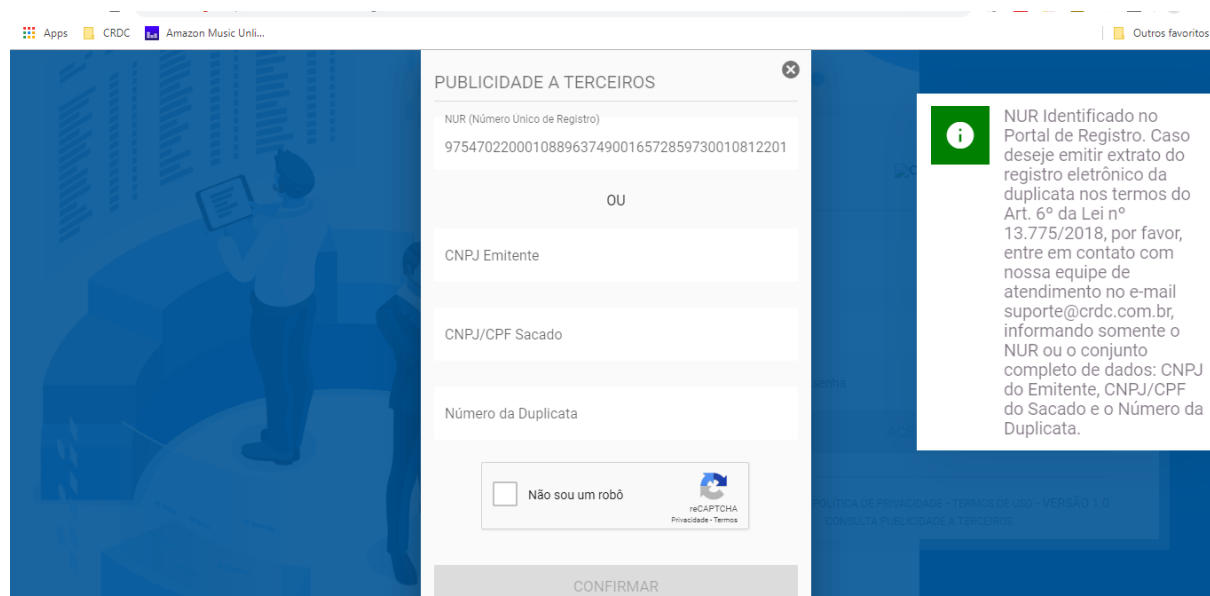 Apps CRDC Amazon Music Unli... Outros favoritos
PUBLICIDADE A TERCEIROS
NUR (Número Unico de Registro)
9754702200010889637490016572859730010812201
OU
CNPJ Emitente
CNPJ/CPF Sacado
Número da Duplicata
Não sou um robô
reCAPTCHA
Privacidade - Termos
CONFIRMAR
NUR Identificado no
Portal de Registro. Caso
deseje emitir extrato do
registro eletrônico da
duplicata nos termos do
Art. 6º da Lei nº
13.775/2018, por favor,
entre em contato com
nossa equipe de
atendimento no e-mail
suporte@crdc.com.br,
informando somente o
NUR ou o conjunto
completo de dados: CNPJ
do Emitente, CNPJ/CPF
do Sacado e o Número da
Duplicata.
senha
POLÍTICA DE PRIVACIDADE - TERMOS DE USO - VERSÃO 1.0
CONSULTA PUBLICIDADE A TERCEIROS